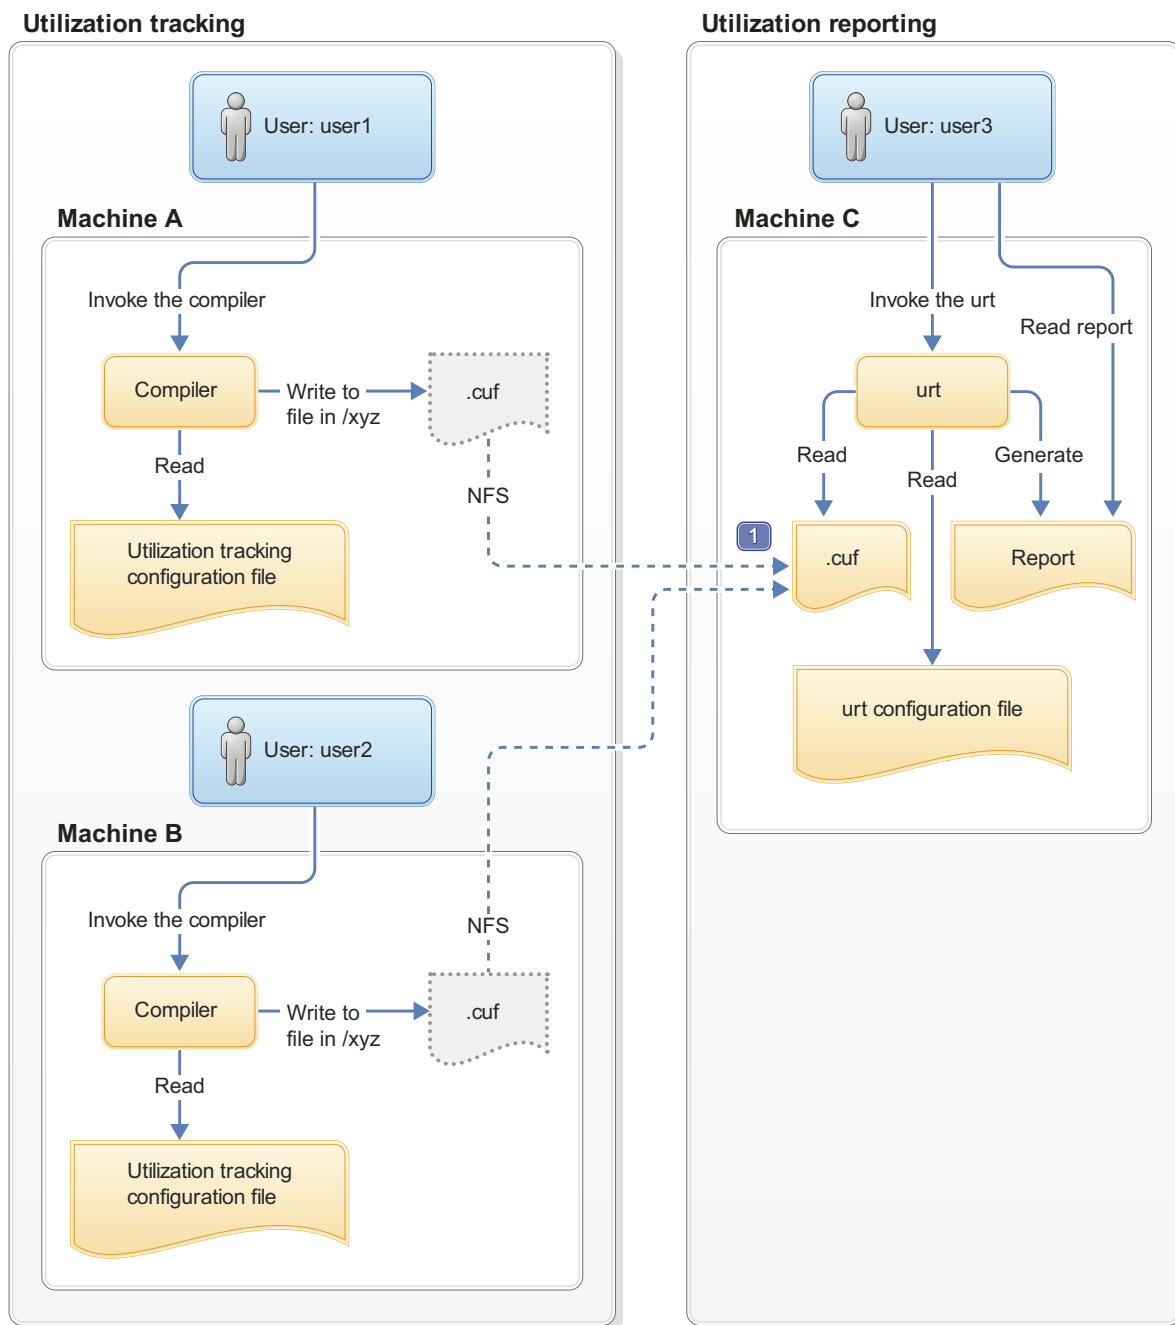 Utilization tracking
User: user1
Machine A
Invoke the compiler
Compiler
Write to
file in /xyz
.cuf
Read
NFS
Utilization tracking
configuration file
User: user2
Machine B
Invoke the compiler
NFS
Compiler
Write to
file in /xyz
.cuf
Read
Utilization tracking
configuration file
Utilization reporting
User: user3
Machine C
Invoke the urt
Read report
urt
Read
Read
Generate
1
.cuf
Report
urt configuration file